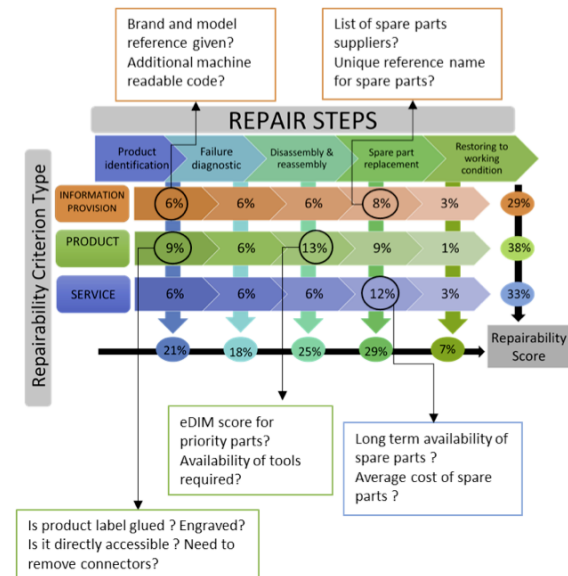 Brand and model
reference given?
Additional machine
readable code?
List of spare parts
suppliers?
Unique reference name
for spare parts?
REPAIR STEPS
Product
identification
Failure
diagnostic
Disassembly &
reassembly
Spare part
replacement
Restoring to
working
condition
Repairability Criterion Type
INFORMATION
PROVISION
6%
6%
6%
8%
3%
29%
PRODUCT
9%
6%
13%
9%
1%
38%
SERVICE
6%
6%
6%
12%
3%
33%
21%
18%
25%
29%
7%
Repairability
Score
eDIM score for
priority parts?
Availability of tools
required?
Long term availability of
spare parts ?
Average cost of spare
parts ?
Is product label glued ? Engraved?
Is it directly accessible ? Need to
remove connectors?